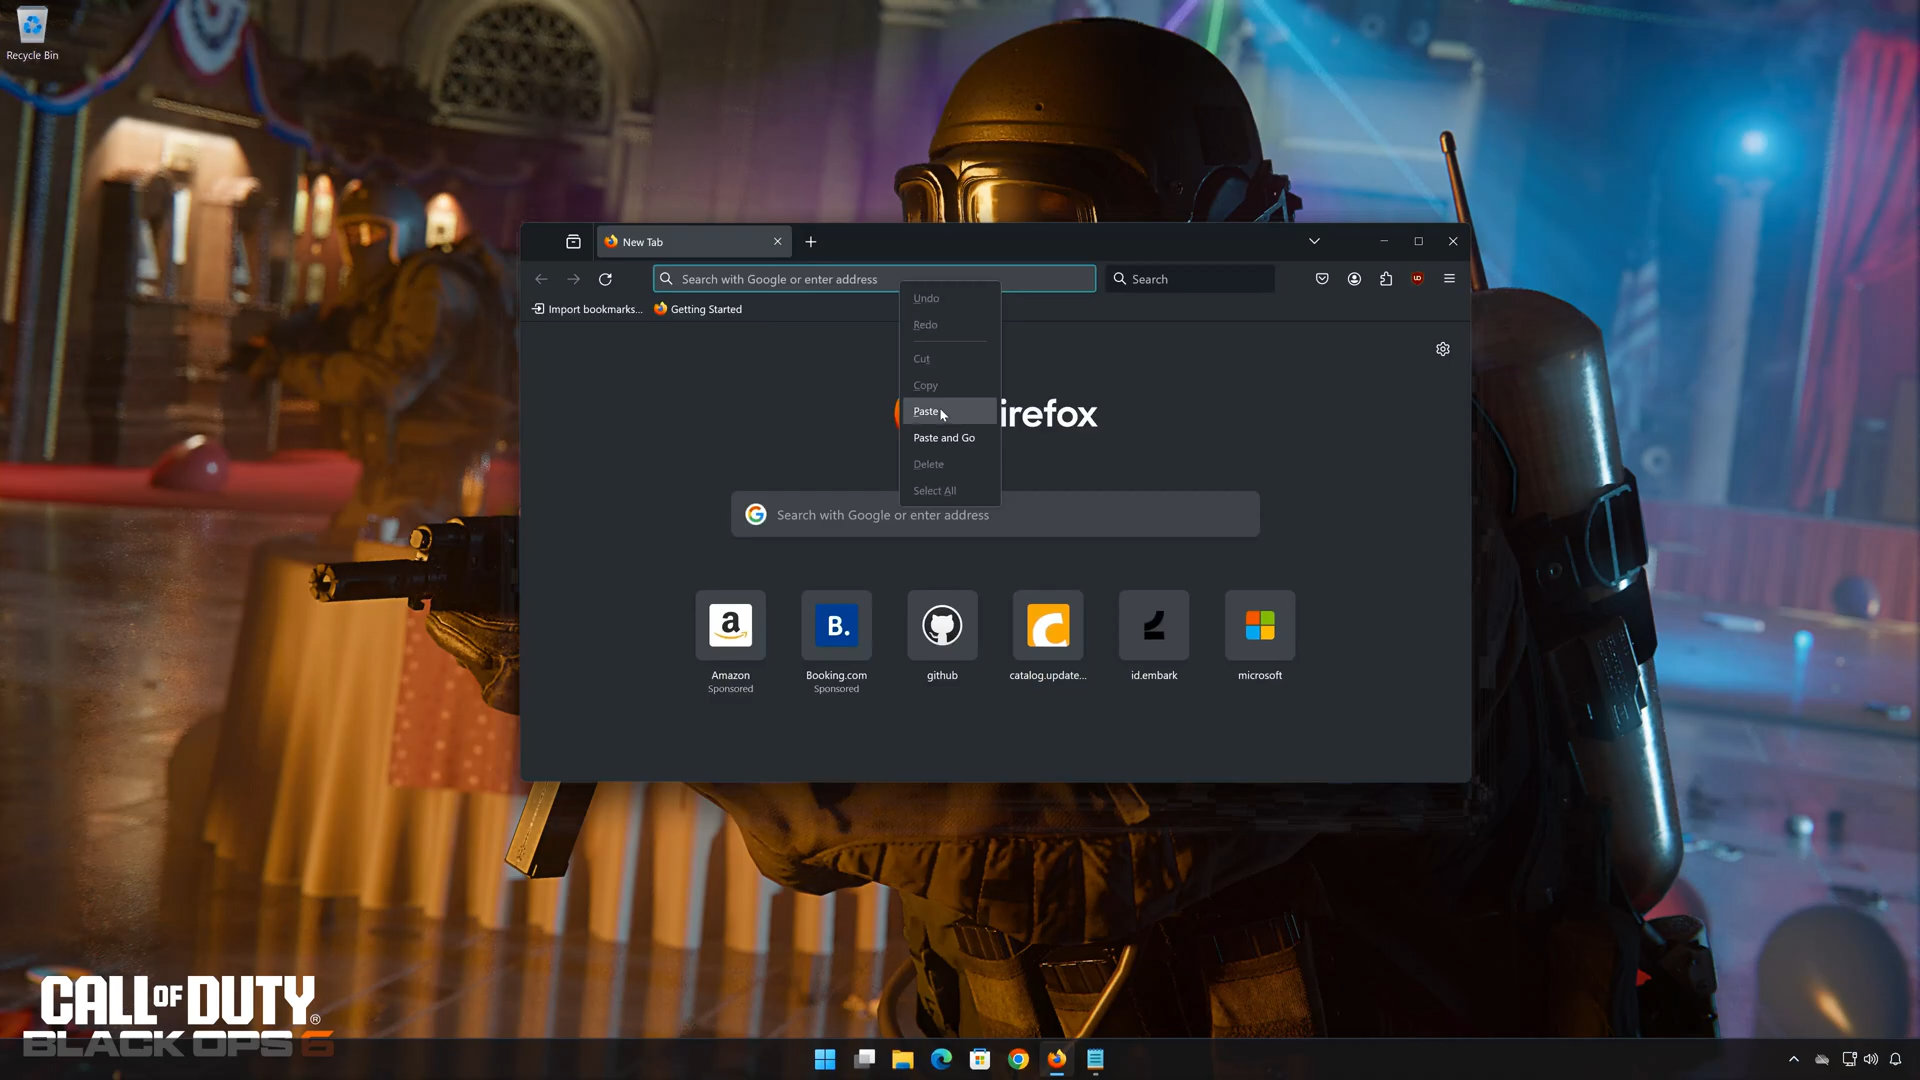 Recycle Bin
New Tab
Search with Google or enter address
Search
Import bookmarks...
Getting Started
Undo
Redo
Cut
Copy
Paste
Paste and Go
Delete
Select All
irefox
Search with Google or enter address
a
B.
Amazon
Sponsored
Booking.com
Sponsored
github
catalog.update...
id.embark
microsoft
CALL OF DUTY®
BLACK OPS 6